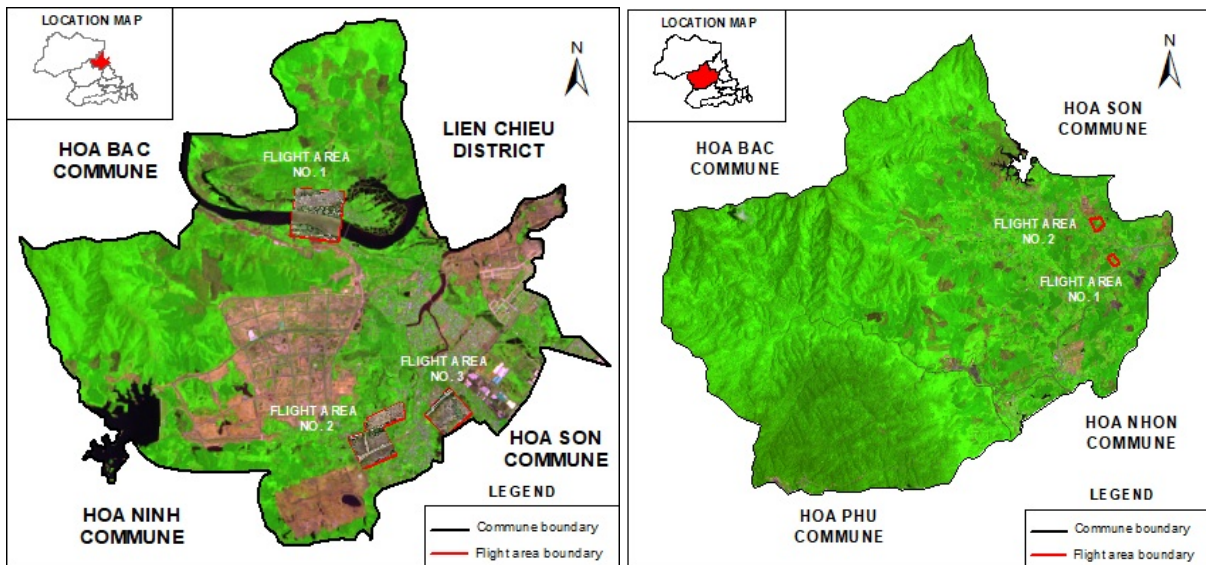 LOCATION MAP
N
HOA BAC
COMMUNE
LIEN CHIEU
DISTRICT
FLIGHT AREA
NO. 1
FLIGHT AREA
NO. 3
FLIGHT AREA
NO. 2
HOA SON
COMMUNE
HOA NINH
COMMUNE
LEGEND
Commune boundary
Flight area boundary
LOCATION MAP
N
HOA SON
COMMUNE
HOA BAC
COMMUNE
FLIGHT AREA
NO. 2
FLIGHT AREA
NO. 1
HOA NHON
COMMUNE
HOA PHU
COMMUNE
LEGEND
Commune boundary
Flight area boundary